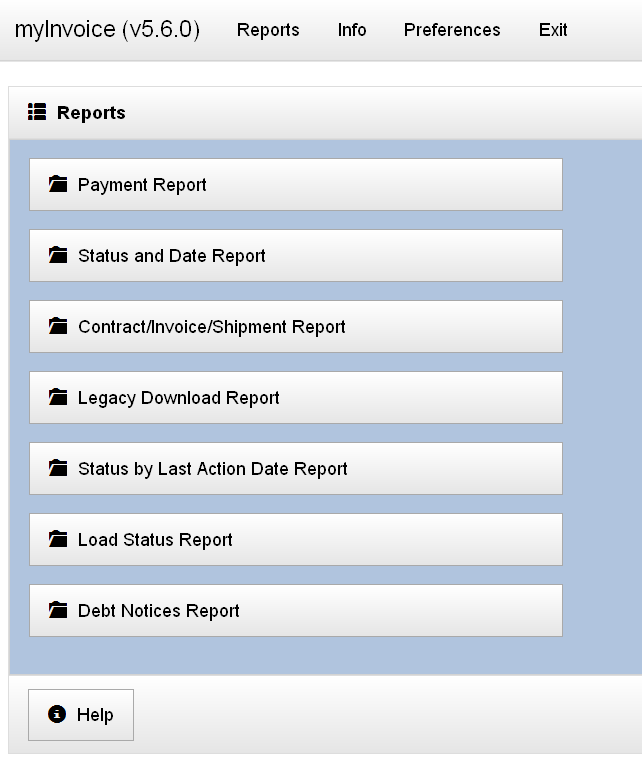 myInvoice (v5.6.0) Reports Info Preferences Exit
Reports
Payment Report
Status and Date Report
Contract/Invoice/Shipment Report
Legacy Download Report
Status by Last Action Date Report
Load Status Report
Debt Notices Report
Help